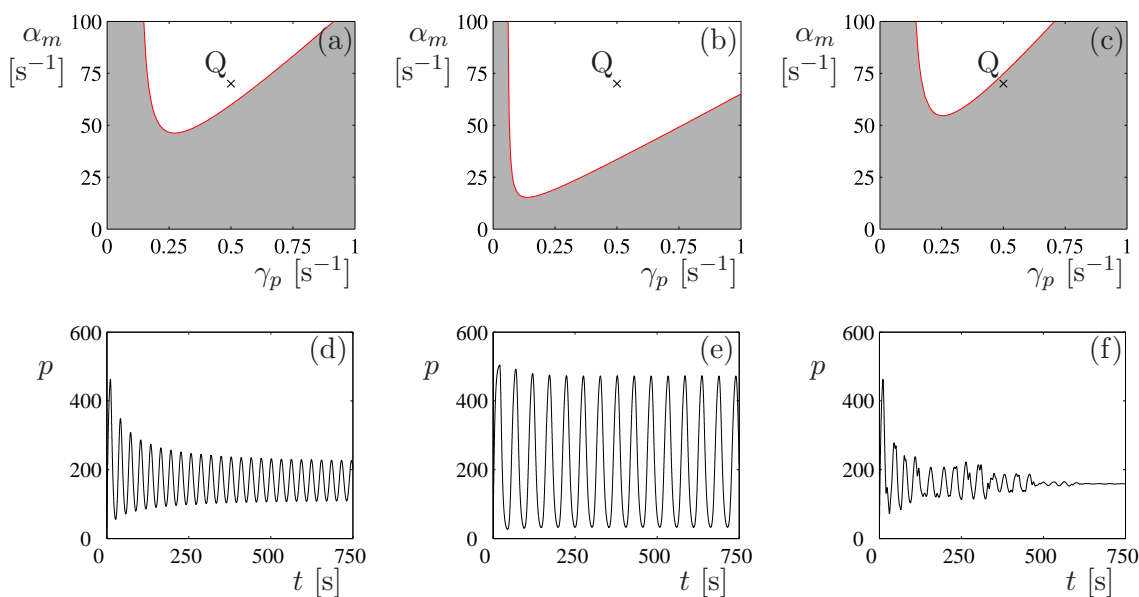 100 αm [s⁻¹] 75 50 25 0 (a) Q
0 0.25 0.5 0.75 1
γp [s⁻¹]
100 αm [s⁻¹] 75 50 25 0 (b) Q
0 0.25 0.5 0.75 1
γp [s⁻¹]
100 αm [s⁻¹] 75 50 25 0 (c) Q
0 0.25 0.5 0.75 1
γp [s⁻¹]
600 p 400 200 0 (d)
0 250 500 750
t [s]
600 p 400 200 0 (e)
0 250 500 750
t [s]
600 p 400 200 0 (f)
0 250 500 750
t [s]